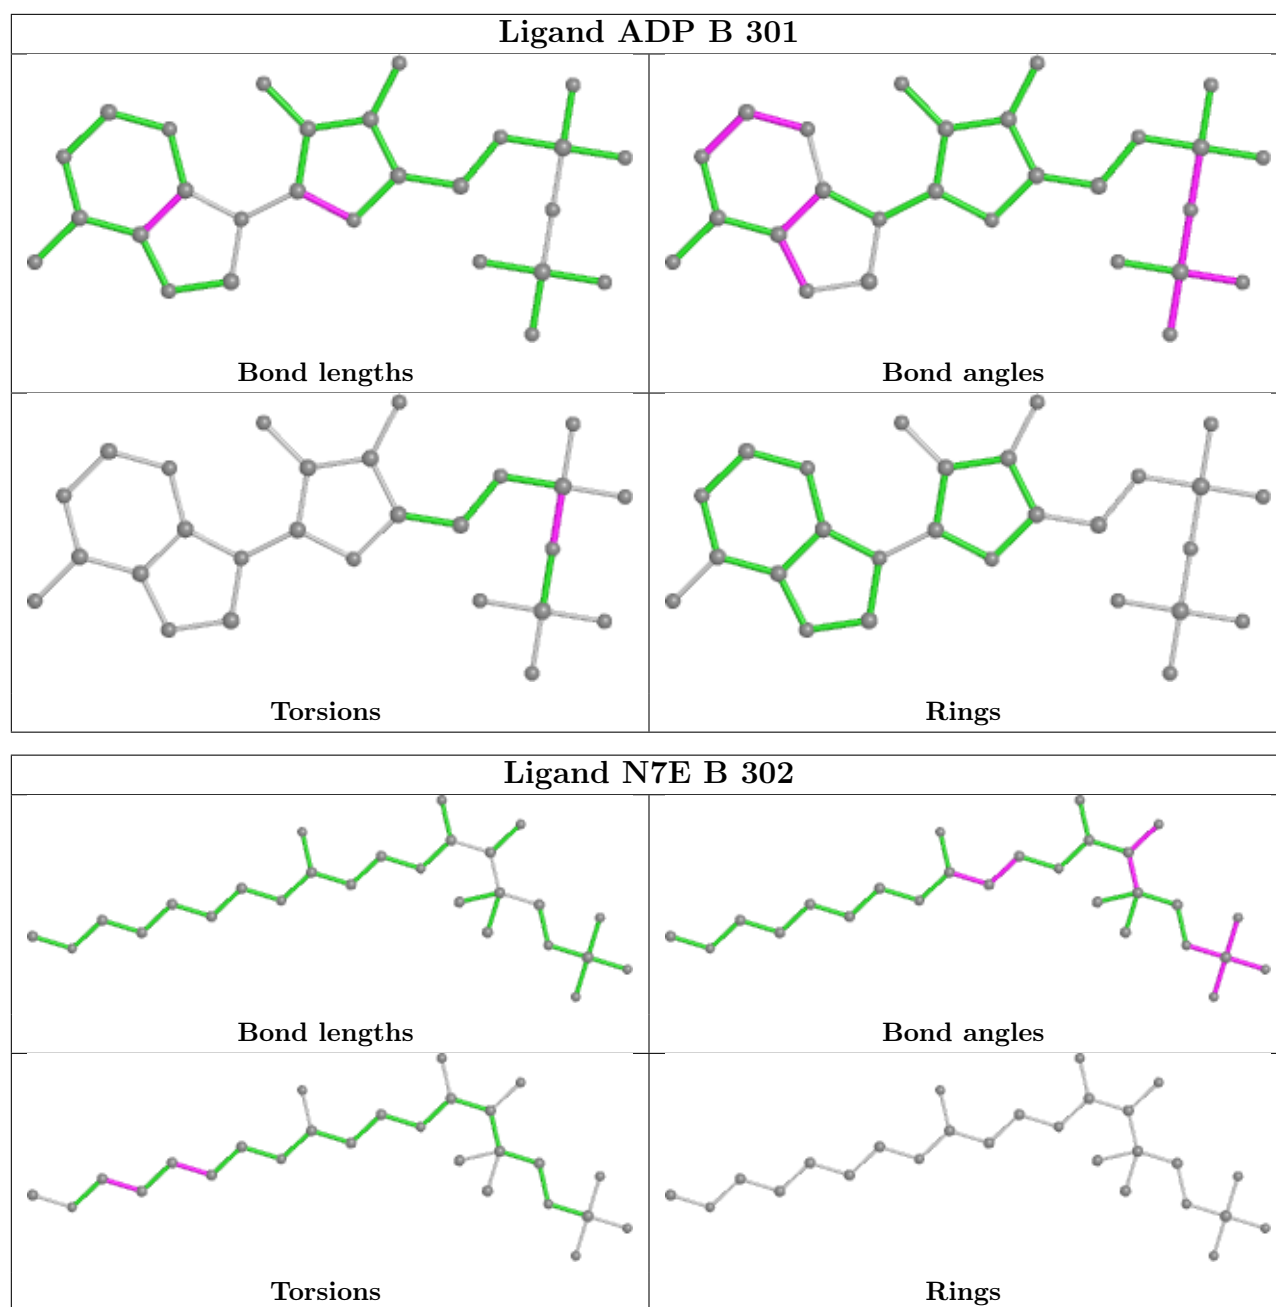 Ligand ADP B 301
Bond lengths
Bond angles
Torsions
Rings
Ligand N7E B 302
Bond lengths
Bond angles
Torsions
Rings